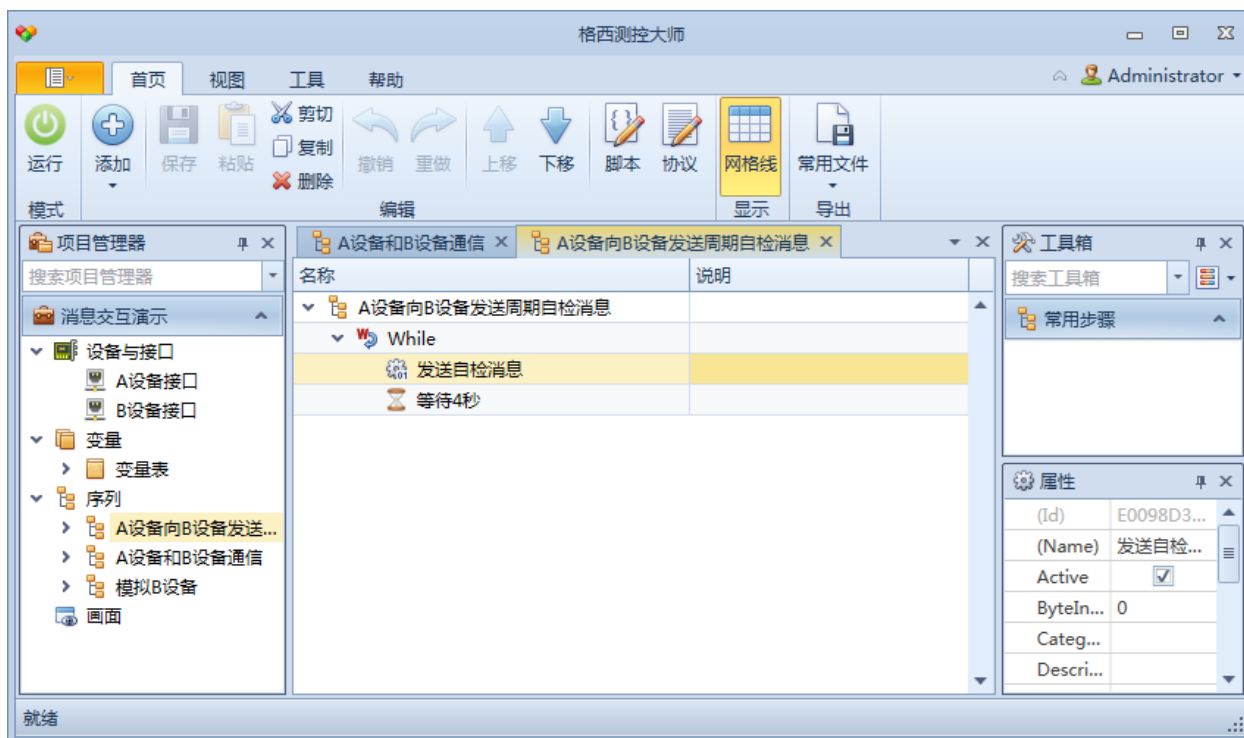 格西测控大师
首页 视图 工具 帮助
Administrator
运行 添加 保存 粘贴 剪切 复制 删除 撤销 重做 上移 下移 脚本 协议 网格线 常用文件
模式 编辑 显示 导出
项目管理器
搜索项目管理器
消息交互演示
设备与接口
A设备接口
B设备接口
变量
变量表
序列
A设备向B设备发送...
A设备和B设备通信
模拟B设备
画面
A设备和B设备通信 A设备向B设备发送周期自检消息
名称 说明
A设备向B设备发送周期自检消息
While
发送自检消息
等待4秒
工具箱
搜索工具箱
常用步骤
属性
(Id) E0098D3...
(Name) 发送自检...
Active
ByteIn... 0
Categ...
Descri...
就绪